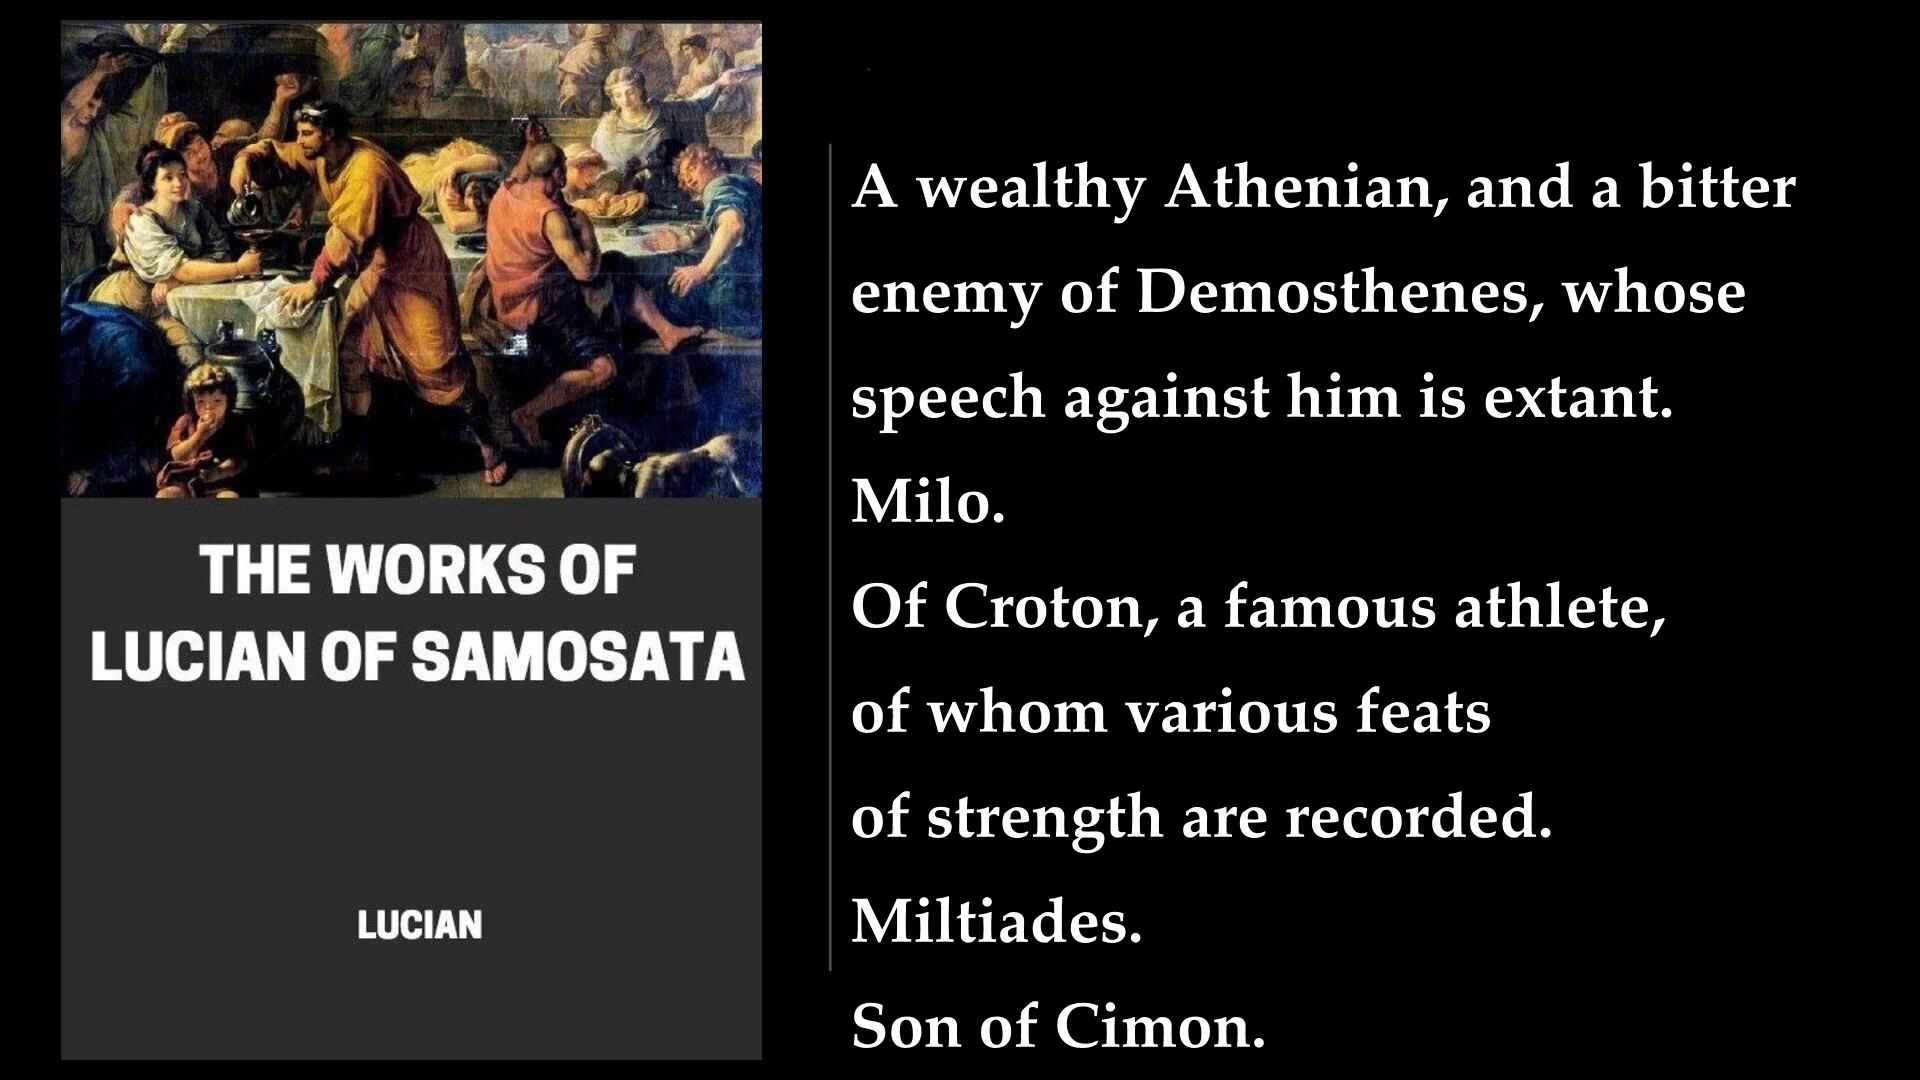 THE WORKS OF
LUCIAN OF SAMOSATA
LUCIAN
A wealthy Athenian, and a bitter
enemy of Demosthenes, whose
speech against him is extant.
Milo.
Of Croton, a famous athlete,
of whom various feats
of strength are recorded.
Miltiades.
Son of Cimon.